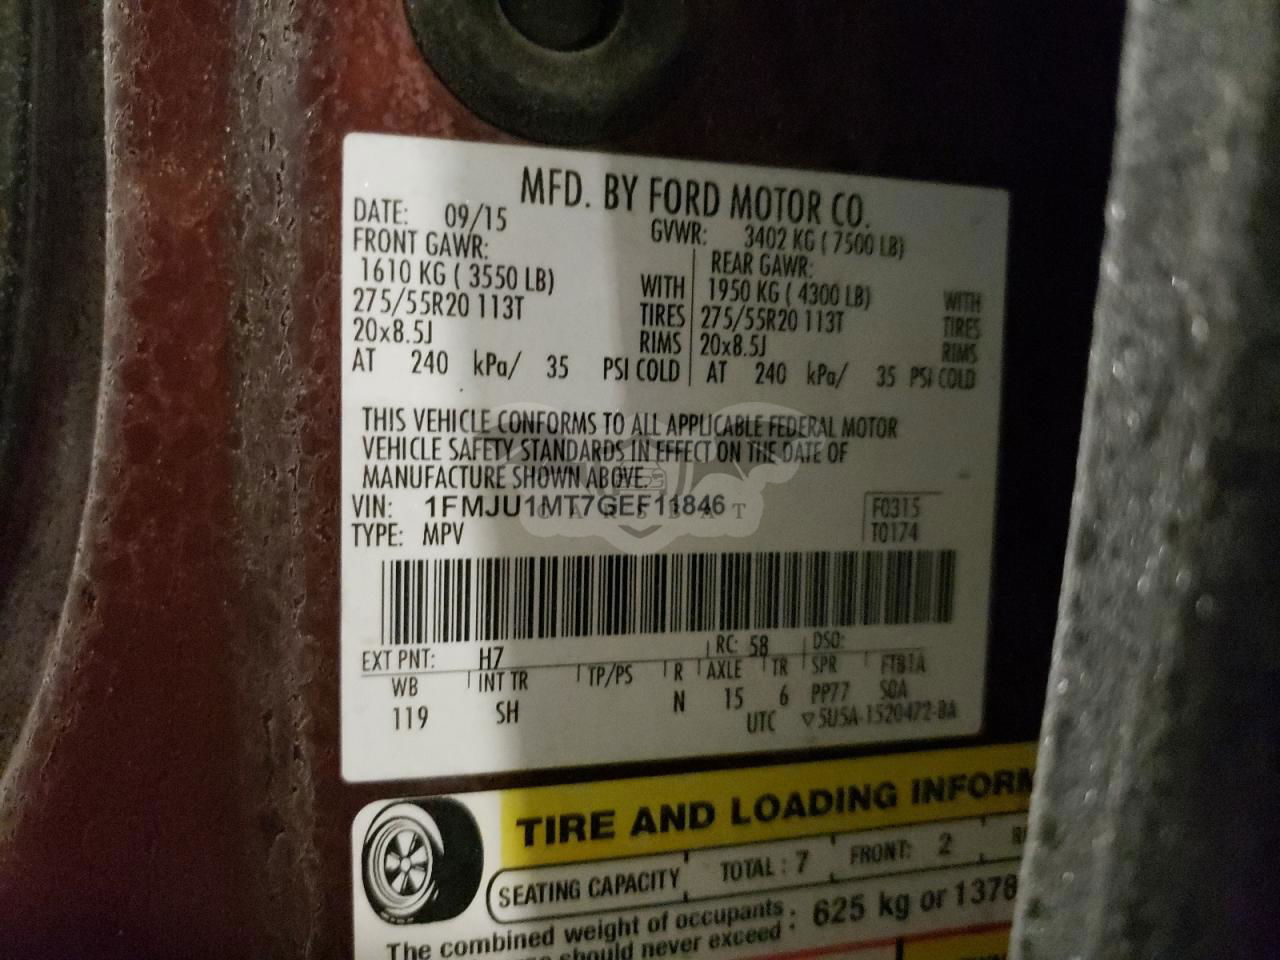 MFD. BY FORD MOTOR CO.
DATE: 09/15 GVWR: 3402 KG ( 7500 LB)
FRONT GAWR: REAR GAWR:
1610 KG ( 3550 LB) WITH 1950 KG ( 4300 LB) WITH
275/55R20 113T TIRES 275/55R20 113T TIRES
20x8.5J RIMS 20x8.5J RIMS
AT 240 kPa/ 35 PSI COLD AT 240 kPa/ 35 PSI COLD
THIS VEHICLE CONFORMS TO ALL APPLICABLE FEDERAL MOTOR
VEHICLE SAFETY STANDARDS IN EFFECT ON THE DATE OF
MANUFACTURE SHOWN ABOVE.
VIN: 1FMJU1MT7GEF11846 F0315
TYPE: MPV T0174
CARSBAT
EXT PNT: H7 RC: 58 DSO:
WB INT TR TP/PS R AXLE TR SPR FTB1A
119 SH N 15 6 PP77 SOA
UTC ▽5U5A-1520472-BA
TIRE AND LOADING INFORM
SEATING CAPACITY TOTAL : 7 FRONT: 2
The combined weight of occupants : 625 kg or 1378
should never exceed :